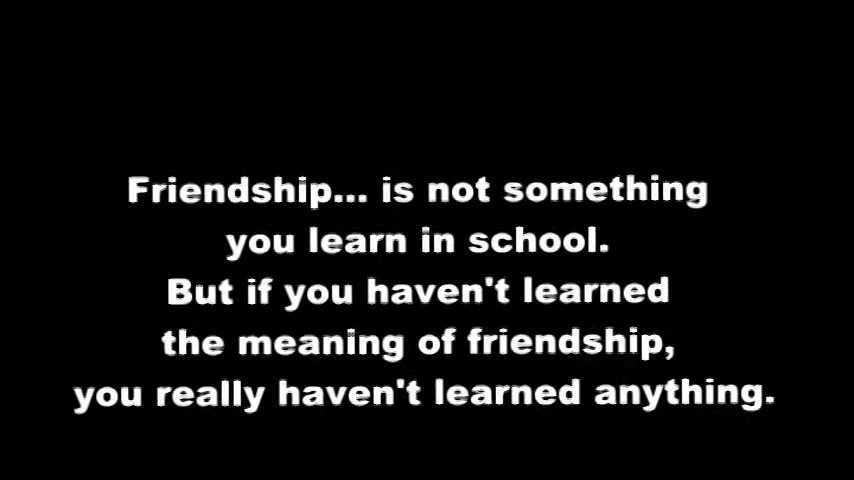 Friendship... is not something
you learn in school.
But if you haven't learned
the meaning of friendship,
you really haven't learned anything.